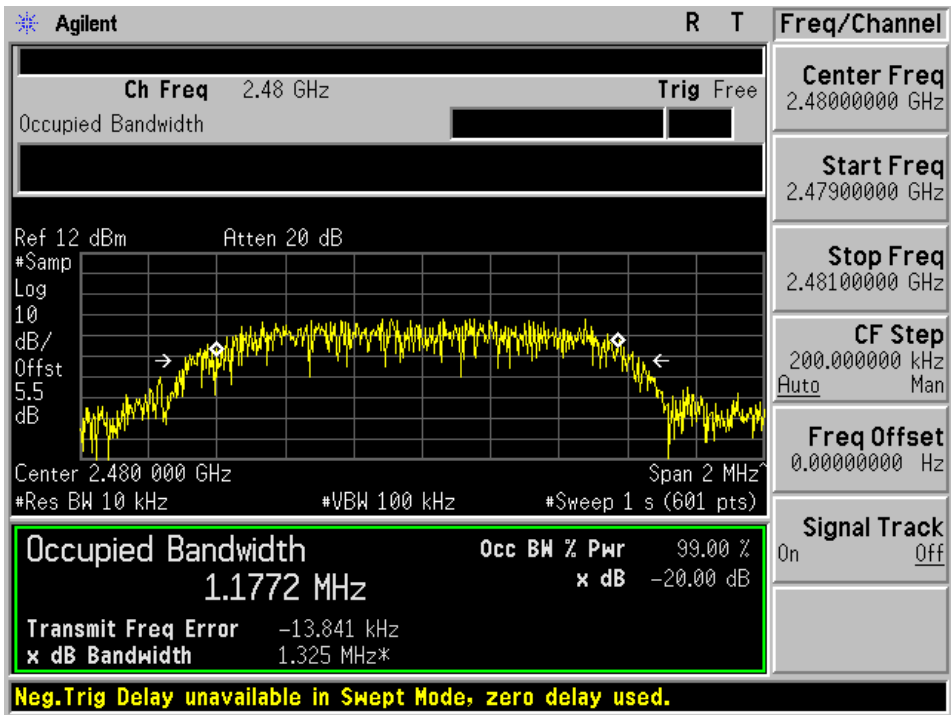 Agilent R T
Freq/Channel
Ch Freq 2.48 GHz Trig Free
Occupied Bandwidth
Ref 12 dBm Atten 20 dB
#Samp
Log
10
dB/
Offst
5.5
dB
Center 2.480 000 GHz Span 2 MHz^
#Res BW 10 kHz #VBW 100 kHz #Sweep 1 s (601 pts)
Occupied Bandwidth
1.1772 MHz
Occ BW % Pwr 99.00 %
x dB -20.00 dB
Transmit Freq Error -13.841 kHz
x dB Bandwidth 1.325 MHz*
Neg.Trig Delay unavailable in Swept Mode, zero delay used.
Center Freq
2.48000000 GHz
Start Freq
2.47900000 GHz
Stop Freq
2.48100000 GHz
CF Step
200.000000 kHz
Auto Man
Freq Offset
0.00000000 Hz
Signal Track
On Off